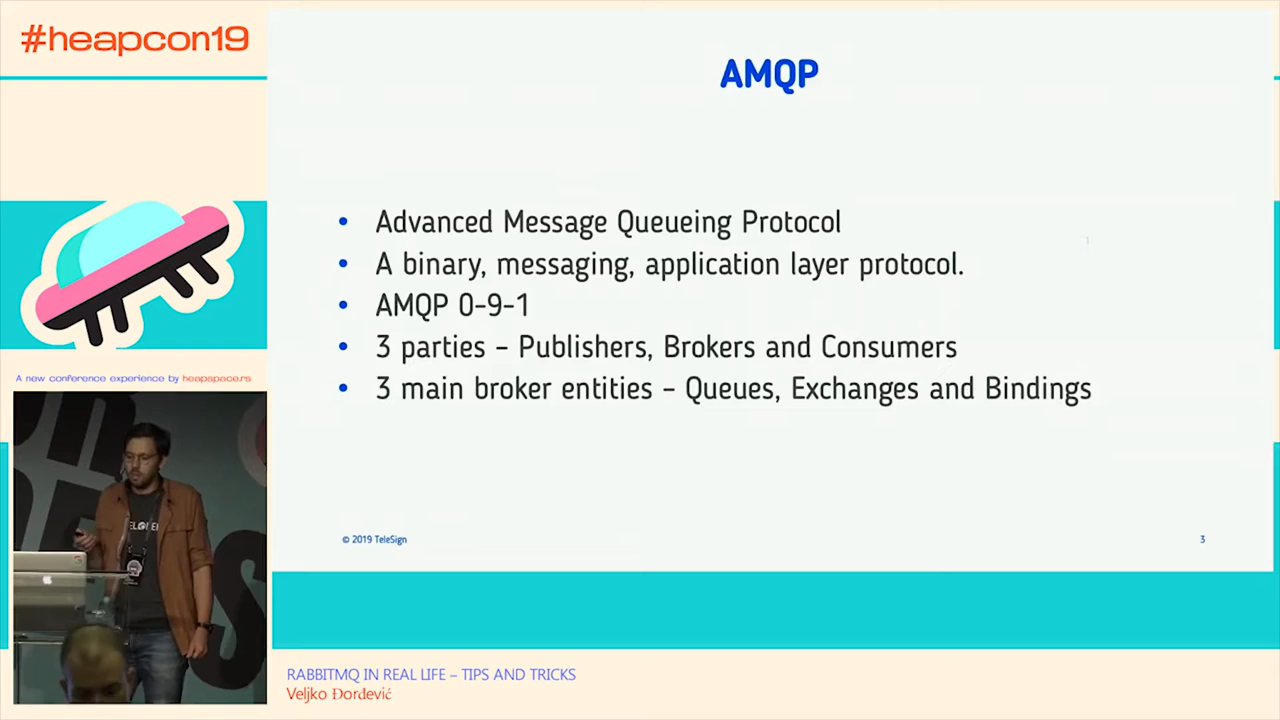 #heapcon19
AMQP
• Advanced Message Queueing Protocol
• A binary, messaging, application layer protocol.
• AMQP 0-9-1
• 3 parties – Publishers, Brokers and Consumers
• 3 main broker entities – Queues, Exchanges and Bindings
1
© 2019 TeleSign
3
A new conference experience by heapspace.rs
RABBITMQ IN REAL LIFE – TIPS AND TRICKS
Veljko Đorđević